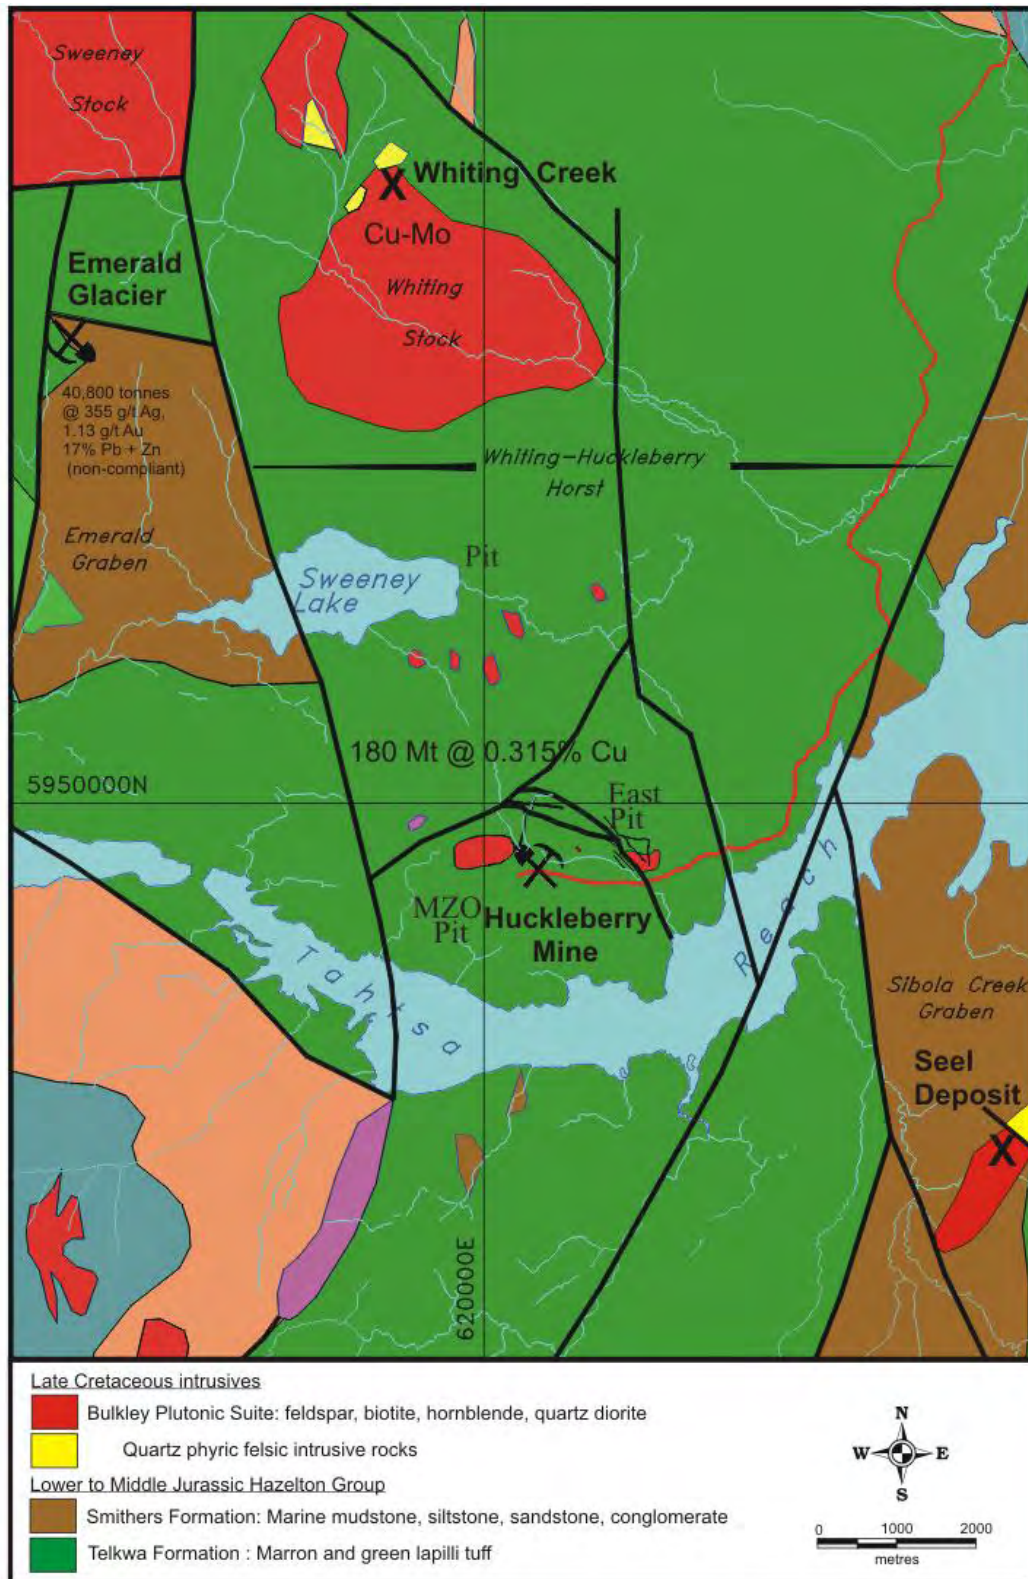 Sweeney
Stock
Whiting Creek
Cu-Mo
Whiting
Stock
Emerald
Glacier
40,800 tonnes
@ 355 g/t Ag,
1.13 g/t Au
17% Pb + Zn
(non-compliant)
Whiting-Huckleberry
Horst
Emerald
Graben
Pit
Sweeney
Lake
180 Mt @ 0.315% Cu
5950000N
East
Pit
MZO
Pit
Huckleberry
Mine
Tahtsa
Reach
Sibola Creek
Graben
Seel
Deposit
620000E
Late Cretaceous intrusives
Bulkley Plutonic Suite: feldspar, biotite, hornblende, quartz diorite
Quartz phyric felsic intrusive rocks
Lower to Middle Jurassic Hazelton Group
Smithers Formation: Marine mudstone, siltstone, sandstone, conglomerate
Telkwa Formation : Marron and green lapilli tuff
N
W E
S
0 1000 2000
metres